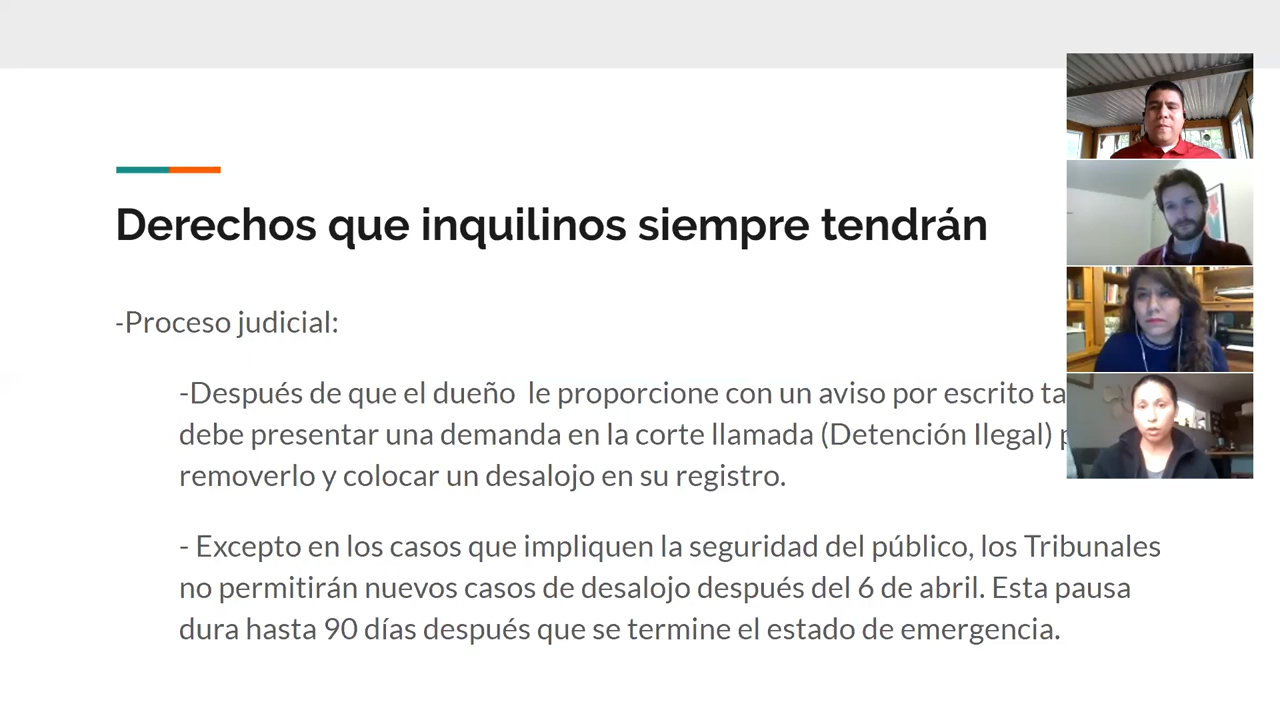 Derechos que inquilinos siempre tendrán
-Proceso judicial:
-Después de que el dueño le proporcione con un aviso por escrito
debe presentar una demanda en la corte llamada (Detención Ilegal)
removerlo y colocar un desalojo en su registro.
- Excepto en los casos que impliquen la seguridad del público, los Tribunales
no permitirán nuevos casos de desalojo después del 6 de abril. Esta pausa
dura hasta 90 días después que se termine el estado de emergencia.